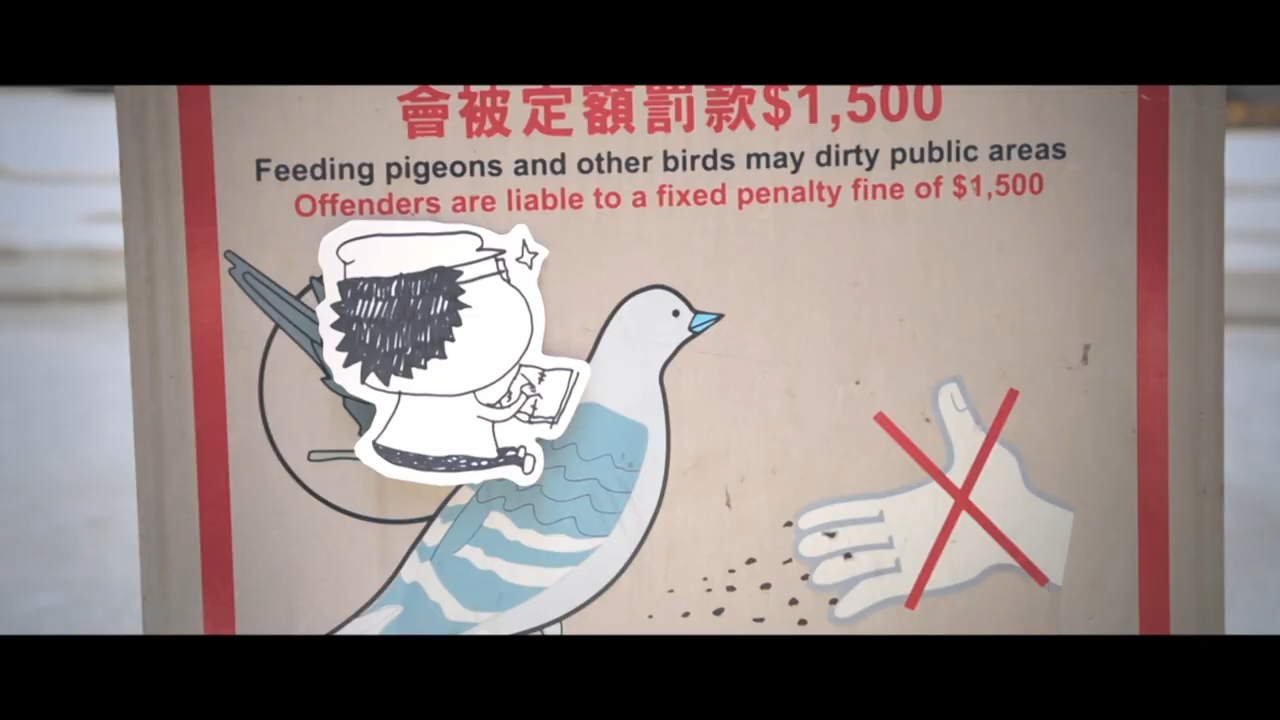 會被定額罰款$1,500
Feeding pigeons and other birds may dirty public areas
Offenders are liable to a fixed penalty fine of $1,500